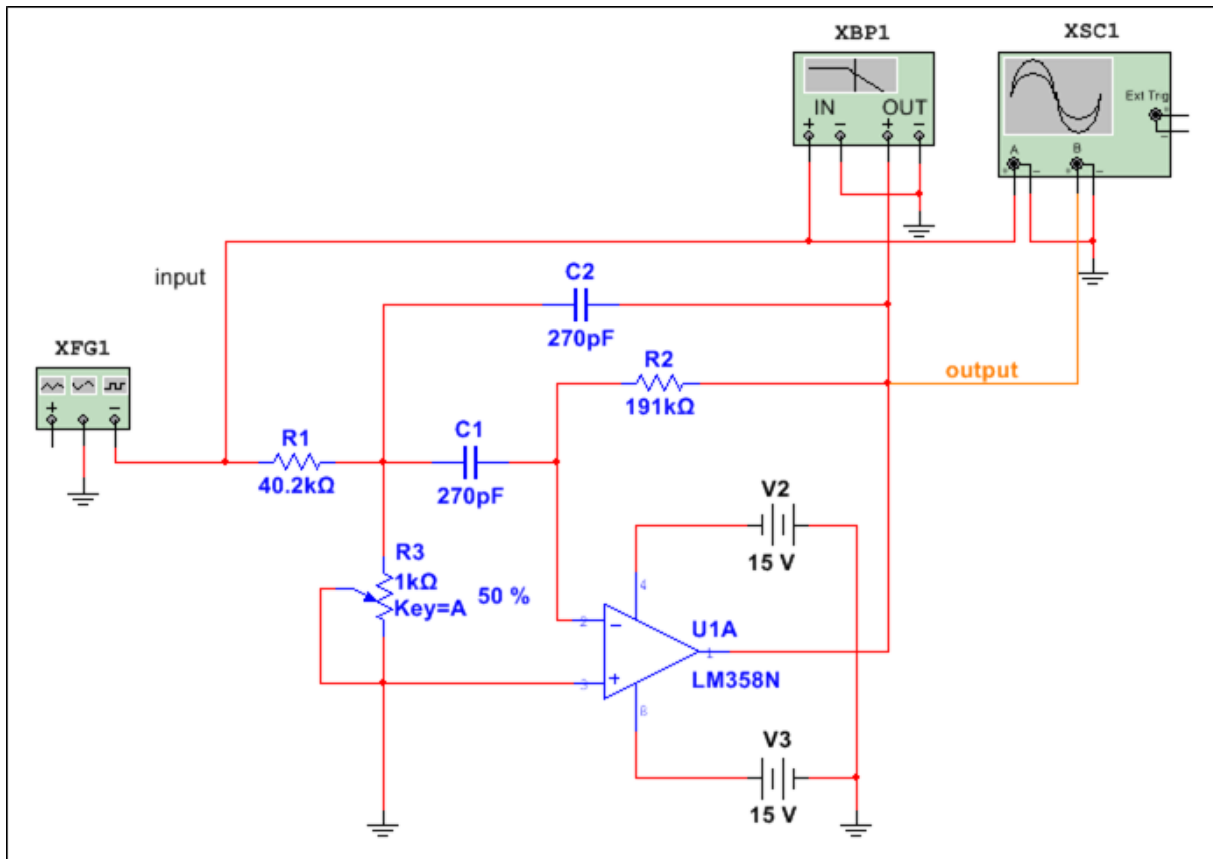 XBP1
XSC1
IN OUT
+ − + −
Ext Trg
+
−
A B
+ − + −
input
C2
270pF
XFG1
+ −
R2
191kΩ
output
R1
40.2kΩ
C1
270pF
V2
15 V
R3
1kΩ
Key=A
50 %
4
2
−
U1A
1
LM358N
3
+
8
V3
15 V